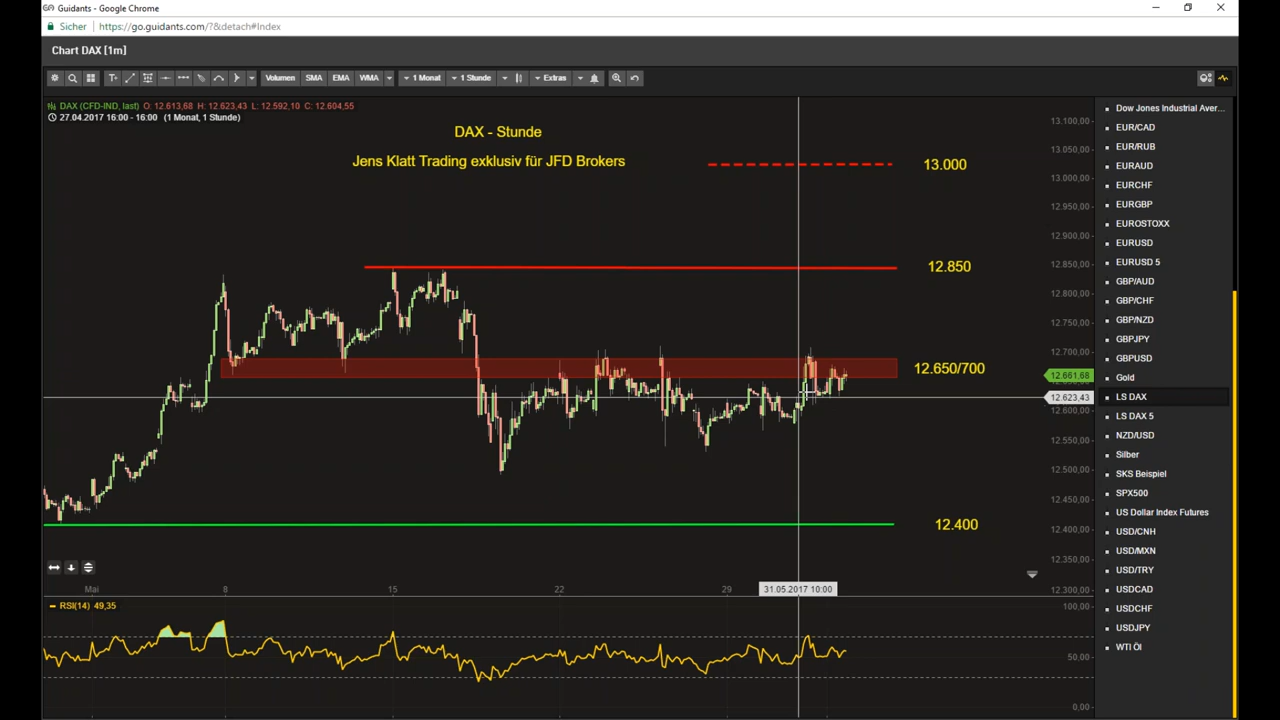 Guidants - Google Chrome
Sicher https://go.guidants.com/?&detach#Index
Chart DAX [1m]
Volumen SMA EMA WMA 1 Monat 1 Stunde Extras
DAX (CFD-IND, last) O: 12.613,68 H: 12.623,43 L: 12.592,10 C: 12.604,55
27.04.2017 16:00 - 16:00 (1 Monat, 1 Stunde)
DAX - Stunde
Jens Klatt Trading exklusiv für JFD Brokers
13.000
12.850
12.650/700
12.400
13.100,00
13.050,00
13.000,00
12.950,00
12.900,00
12.850,00
12.800,00
12.750,00
12.700,00
12.661,68
12.623,43
12.600,00
12.550,00
12.500,00
12.450,00
12.400,00
12.350,00
12.300,00
Mai 8 15 22 29 31.05.2017 10:00
RSI(14) 49,35
100,00
50,00
0,00
Dow Jones Industrial Aver...
EUR/CAD
EUR/RUB
EURAUD
EURCHF
EURGBP
EUROSTOXX
EURUSD
EURUSD 5
GBP/AUD
GBP/CHF
GBP/NZD
GBPJPY
GBPUSD
Gold
LS DAX
LS DAX 5
NZD/USD
Silber
SKS Beispiel
SPX500
US Dollar Index Futures
USD/CNH
USD/MXN
USD/TRY
USDCAD
USDCHF
USDJPY
WTI Öl